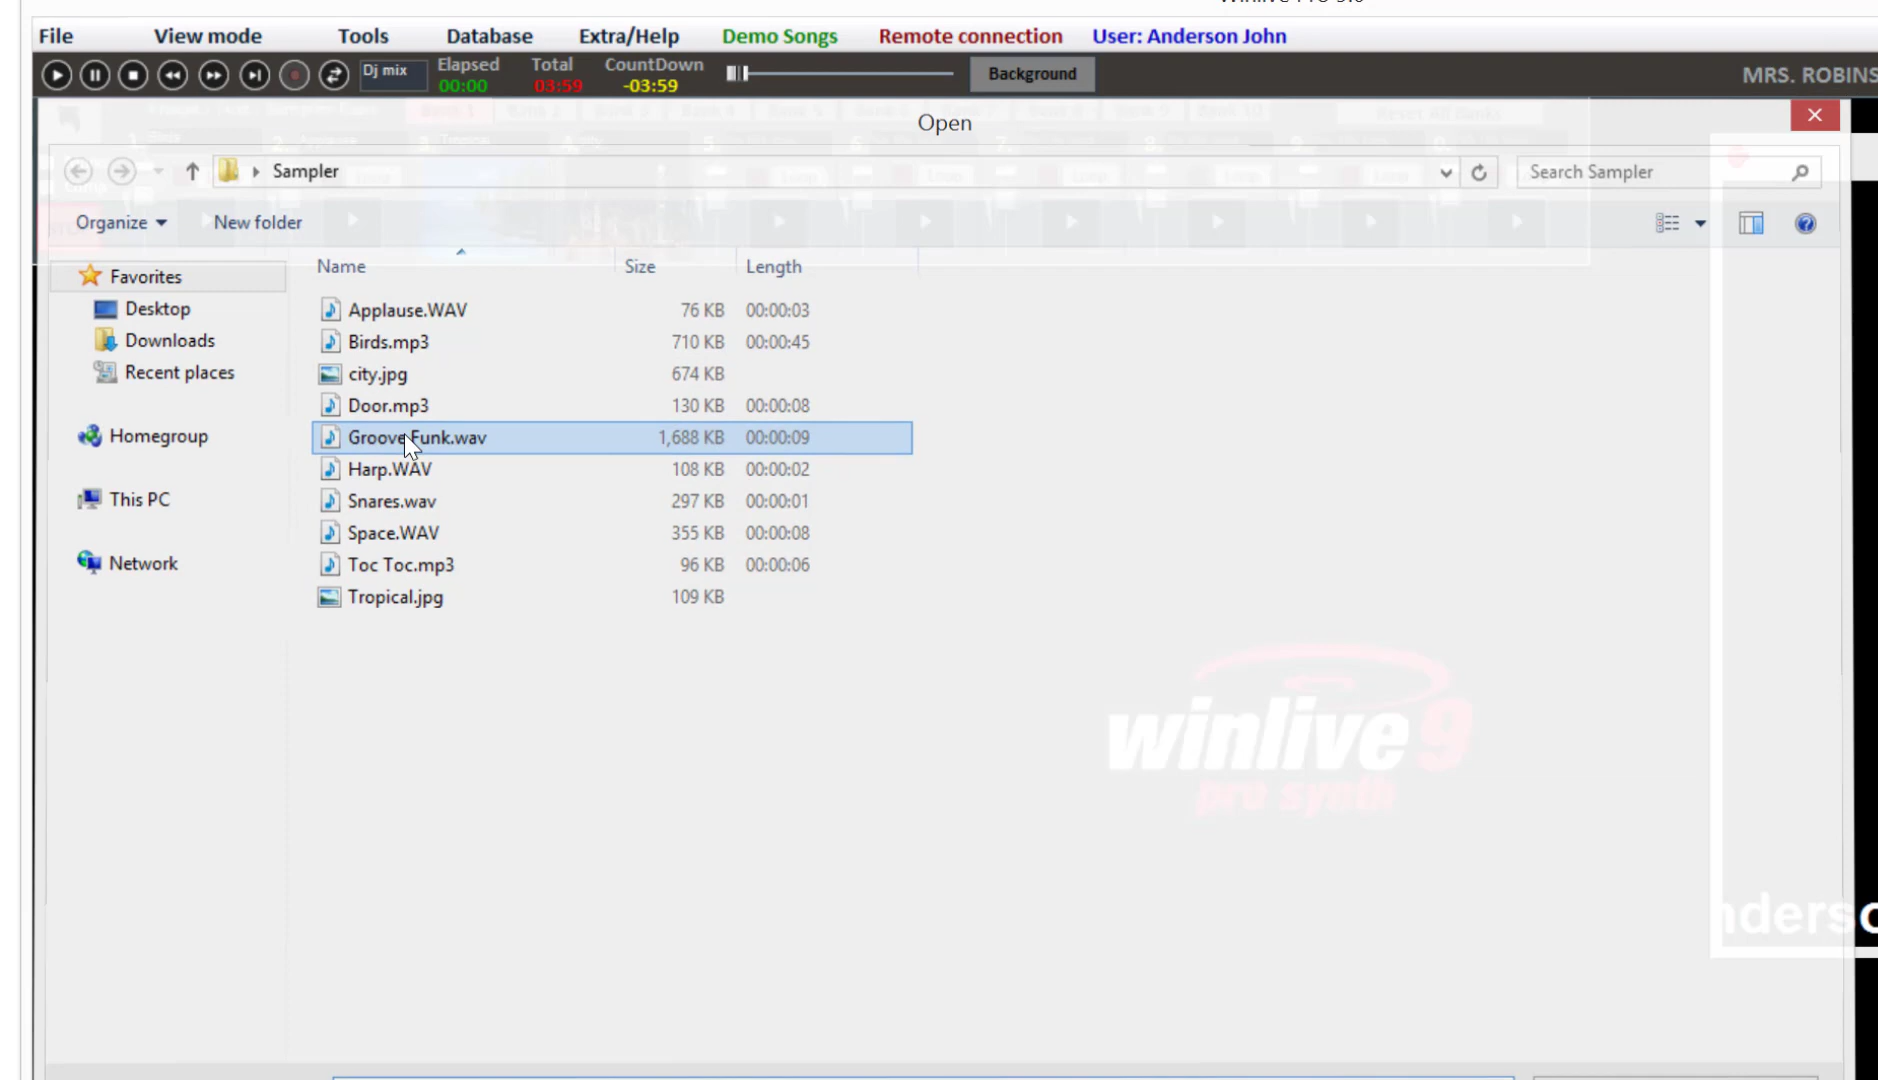 File View mode Tools Database Extra/Help Demo Songs Remote connection User: Anderson John
Dj mix Elapsed 00:00 Total 03:59 CountDown -03:59 Background MRS. ROBINS
Open
Sampler Search Sampler
Organize New folder
Name Size Length
Favorites
Desktop
Downloads
Recent places
Homegroup
This PC
Network
Applause.WAV 76 KB 00:00:03
Birds.mp3 710 KB 00:00:45
city.jpg 674 KB
Door.mp3 130 KB 00:00:08
Groove Funk.wav 1,688 KB 00:00:09
Harp.WAV 108 KB 00:00:02
Snares.wav 297 KB 00:00:01
Space.WAV 355 KB 00:00:08
Toc Toc.mp3 96 KB 00:00:06
Tropical.jpg 109 KB
winlive 9
pro synth